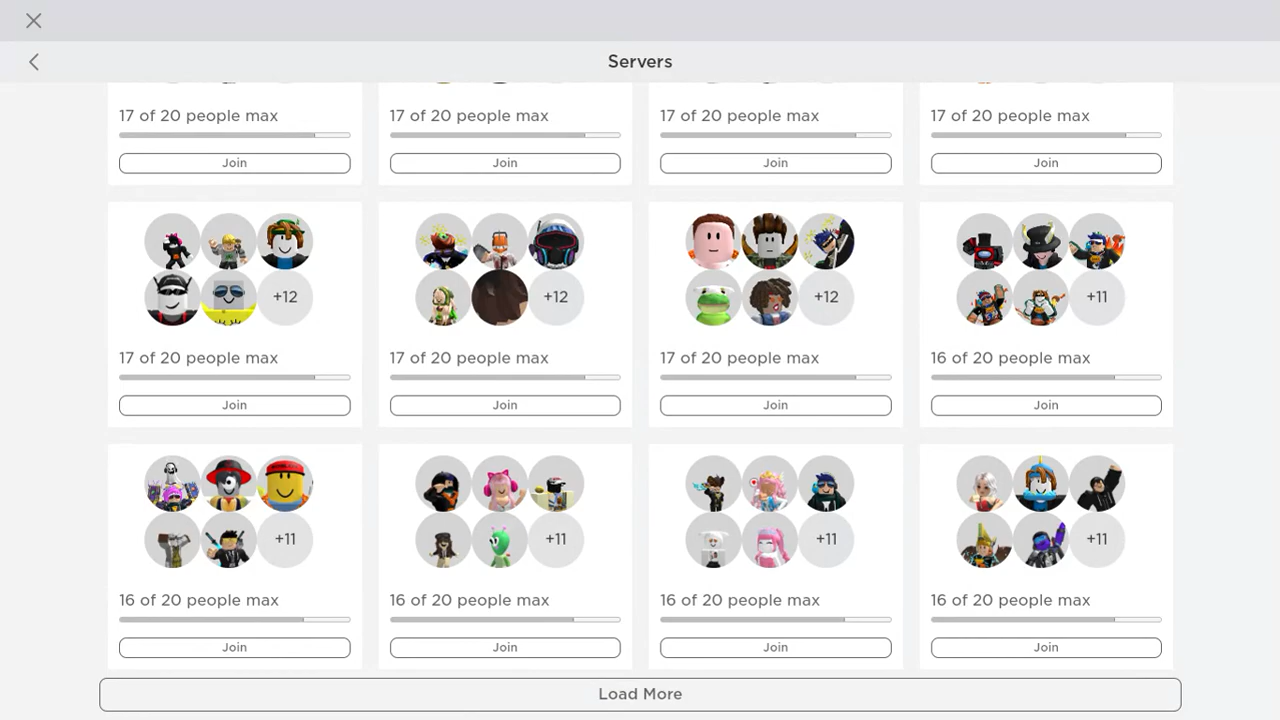 Servers
17 of 20 people max
17 of 20 people max
17 of 20 people max
17 of 20 people max
Join
Join
Join
Join
+12
+12
+12
+11
17 of 20 people max
17 of 20 people max
17 of 20 people max
16 of 20 people max
Join
Join
Join
Join
+11
+11
+11
+11
16 of 20 people max
16 of 20 people max
16 of 20 people max
16 of 20 people max
Join
Join
Join
Join
Load More